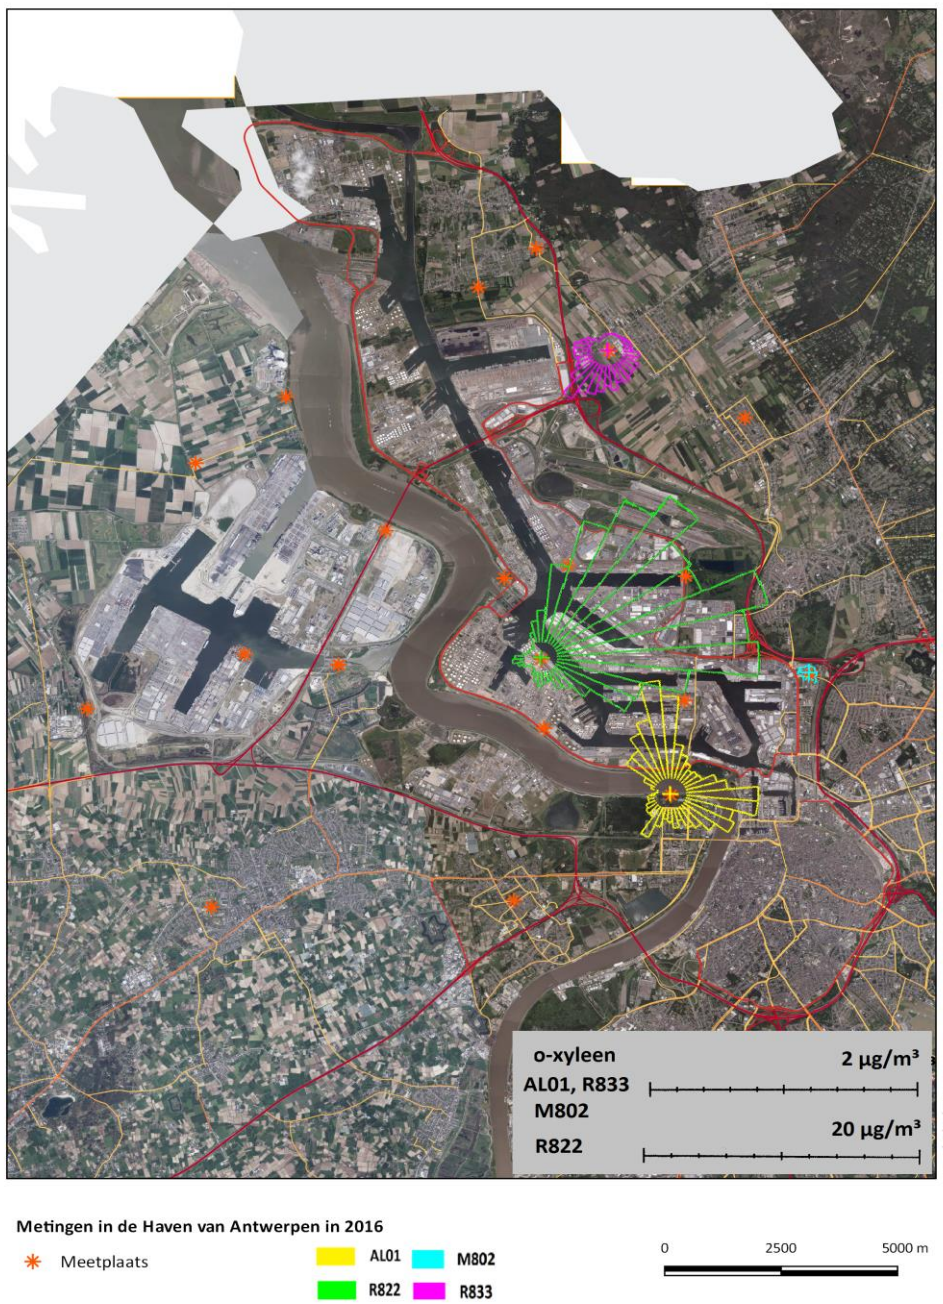 o-xyleen
2 µg/m³
AL01, R833
M802
20 µg/m³
R822
Metingen in de Haven van Antwerpen in 2016
Meetplaats
AL01
M802
R822
R833
0 2500 5000 m